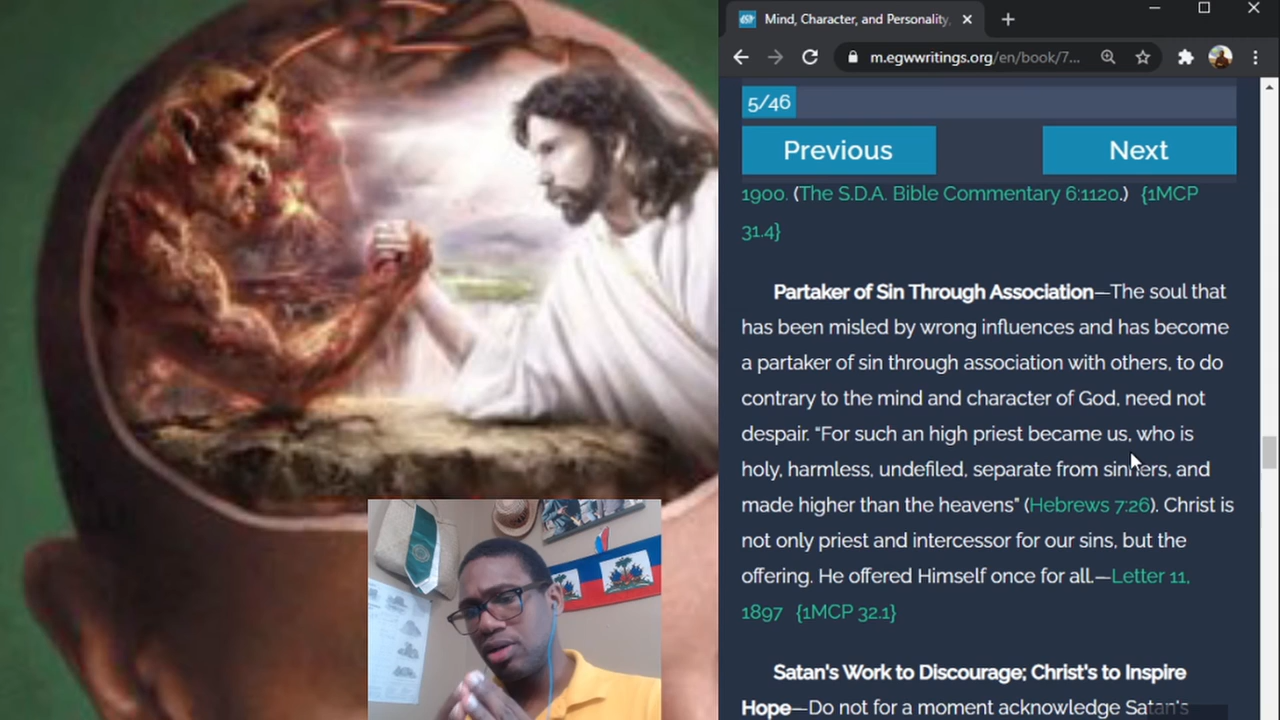 Mind, Character, and Personality,
m.egwwritings.org/en/book/7...
5/46
Previous
Next
1900. (The S.D.A. Bible Commentary 6:1120.) {1MCP
31.4}
Partaker of Sin Through Association—The soul that
has been misled by wrong influences and has become
a partaker of sin through association with others, to do
contrary to the mind and character of God, need not
despair. “For such an high priest became us, who is
holy, harmless, undefiled, separate from sinners, and
made higher than the heavens” (Hebrews 7:26). Christ is
not only priest and intercessor for our sins, but the
offering. He offered Himself once for all.—Letter 11,
1897 {1MCP 32.1}
Satan's Work to Discourage; Christ's to Inspire
Hope—Do not for a moment acknowledge Satan's